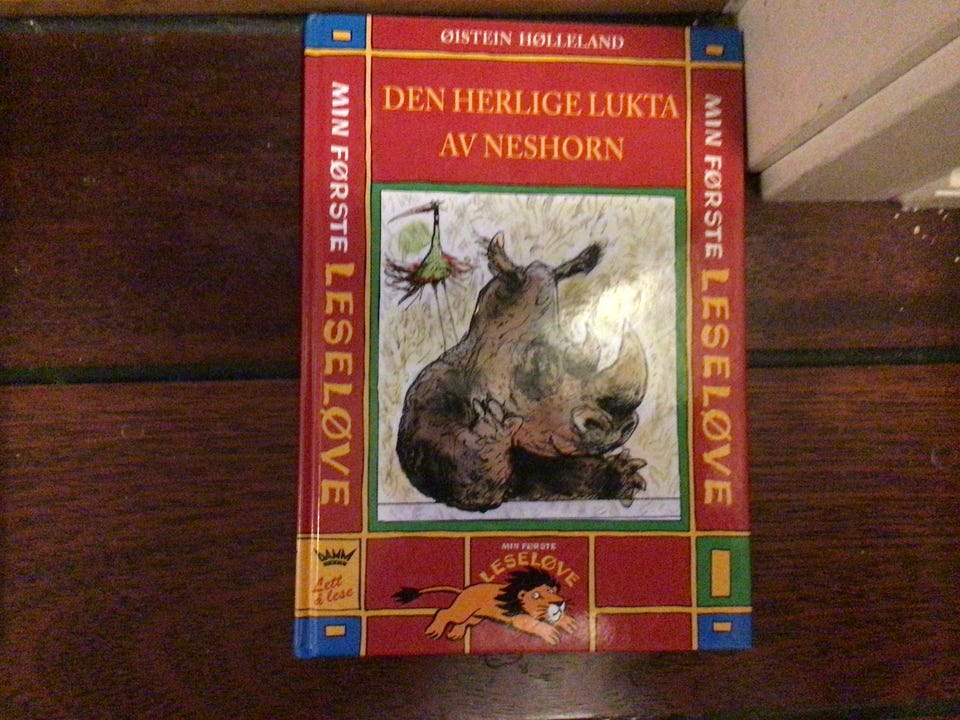 ØISTEIN HØLLELAND
DEN HERLIGE LUKTA
AV NESHORN
MIN FØRSTE LESELØVE
MIN FØRSTE LESELØVE
DAMM
Lett
å lese
MIN FØRSTE
LESELØVE